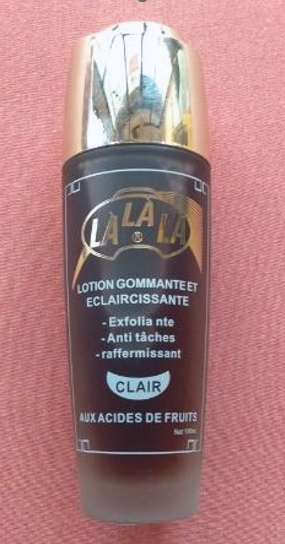 LA LA LA
®
LOTION GOMMANTE ET
ECLAIRCISSANTE
- Exfolia nte
- Anti tâches
- raffermissant
CLAIR
AUX ACIDES DE FRUITS